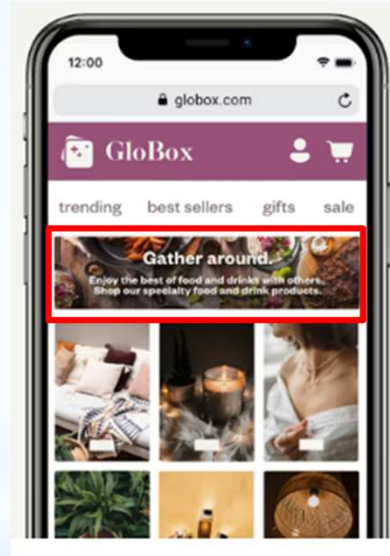 12:00
globox.com
GloBox
trending best sellers gifts sale
Gather around.
Enjoy the best of food and drinks with others.
Shop our specialty food and drink products.